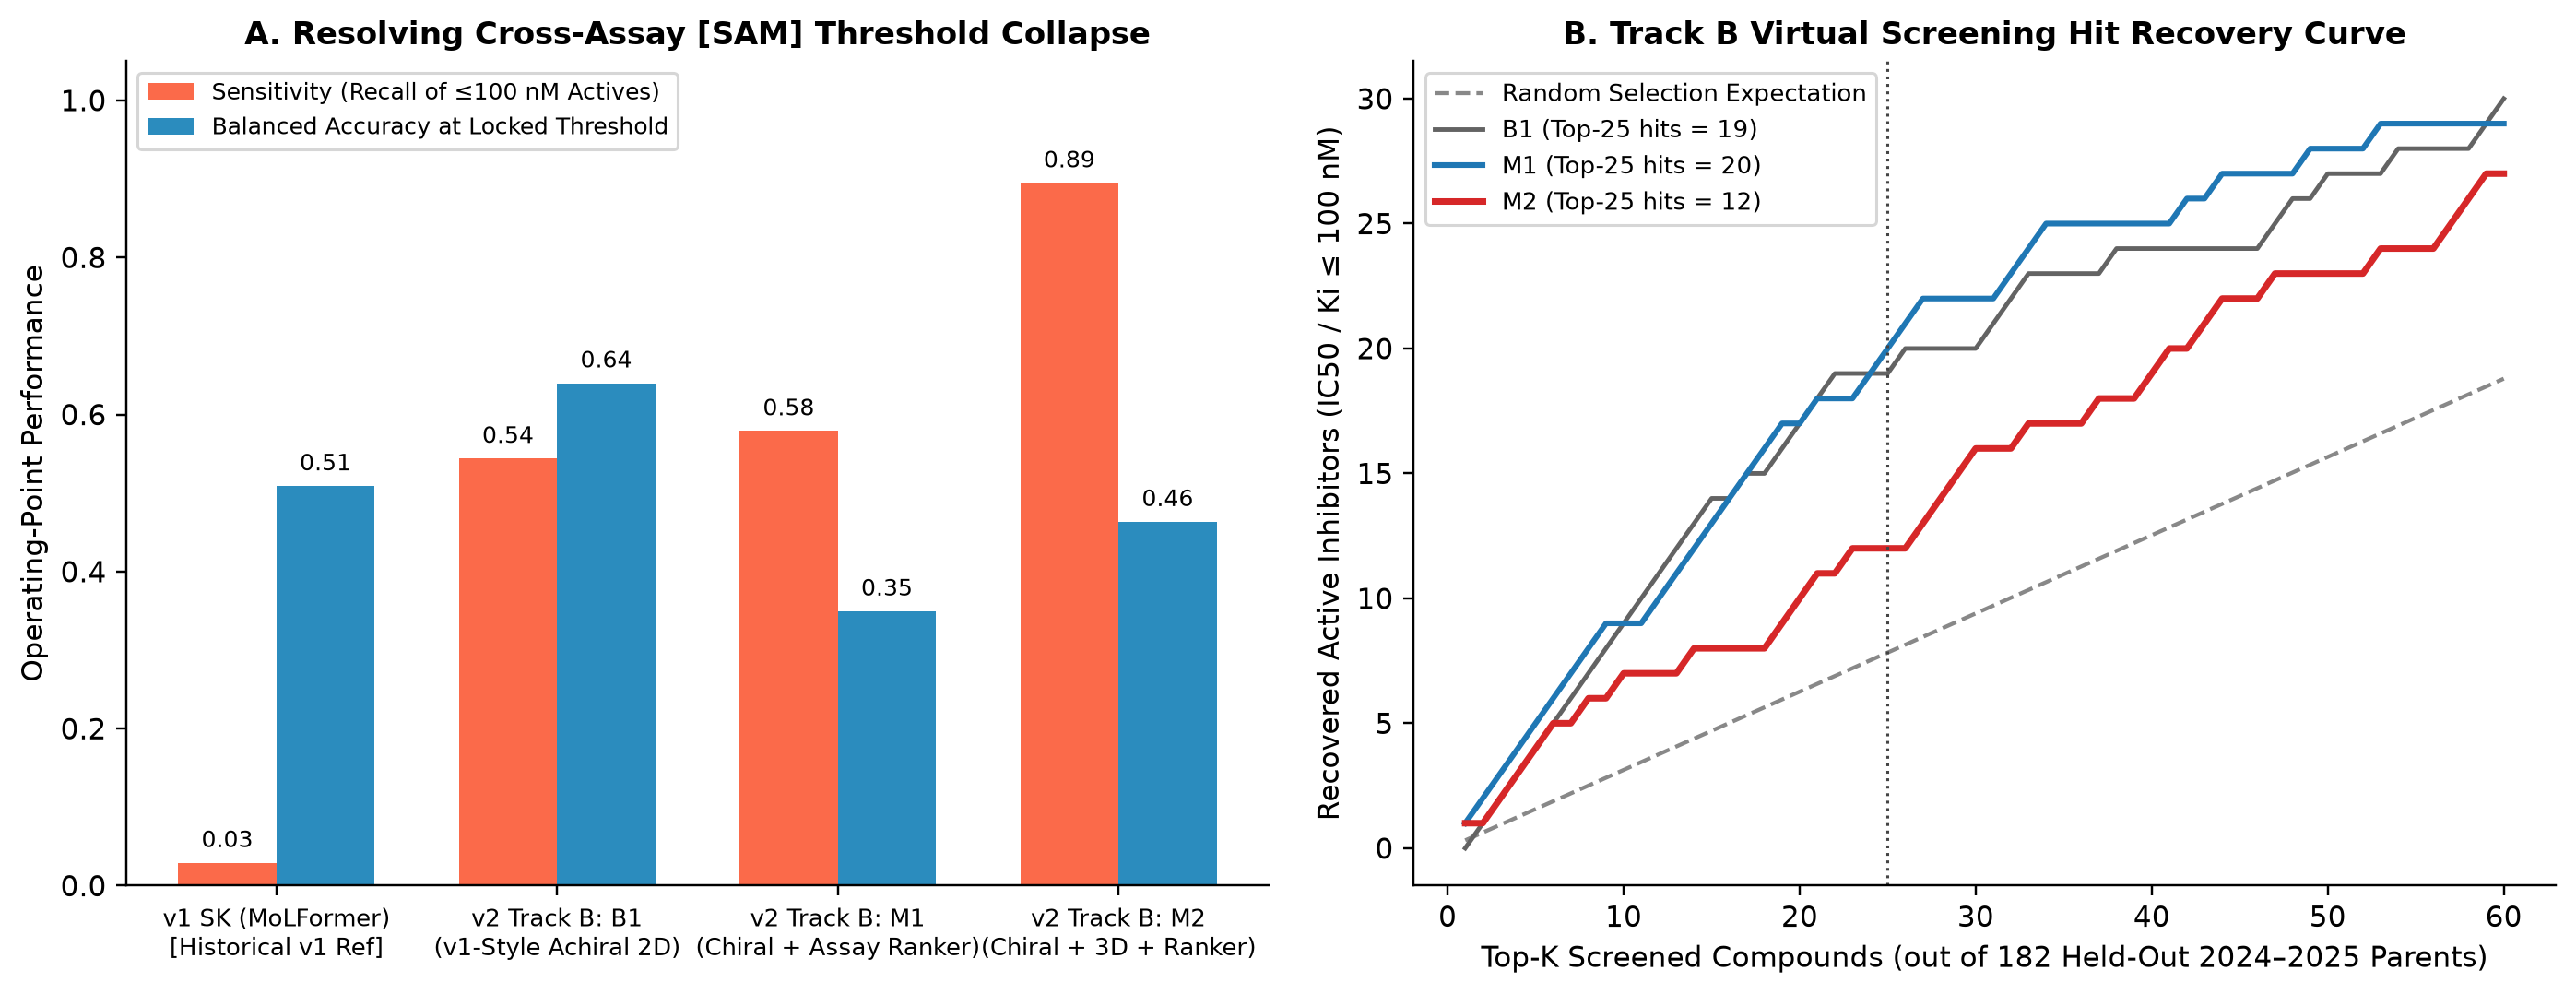 A. Resolving Cross-Assay [SAM] Threshold Collapse
Sensitivity (Recall of ≤100 nM Actives)
Balanced Accuracy at Locked Threshold
Operating-Point Performance
1.0
0.8
0.6
0.4
0.2
0.0
0.03
0.51
0.54
0.64
0.58
0.35
0.89
0.46
v1 SK (MoLFormer)
[Historical v1 Ref]
v2 Track B: B1
(v1-Style Achiral 2D)
v2 Track B: M1
(Chiral + Assay Ranker)
v2 Track B: M2
(Chiral + 3D + Ranker)
B. Track B Virtual Screening Hit Recovery Curve
Random Selection Expectation
B1 (Top-25 hits = 19)
M1 (Top-25 hits = 20)
M2 (Top-25 hits = 12)
Recovered Active Inhibitors (IC50 / Ki ≤ 100 nM)
30
25
20
15
10
5
0
0 10 20 30 40 50 60
Top-K Screened Compounds (out of 182 Held-Out 2024–2025 Parents)